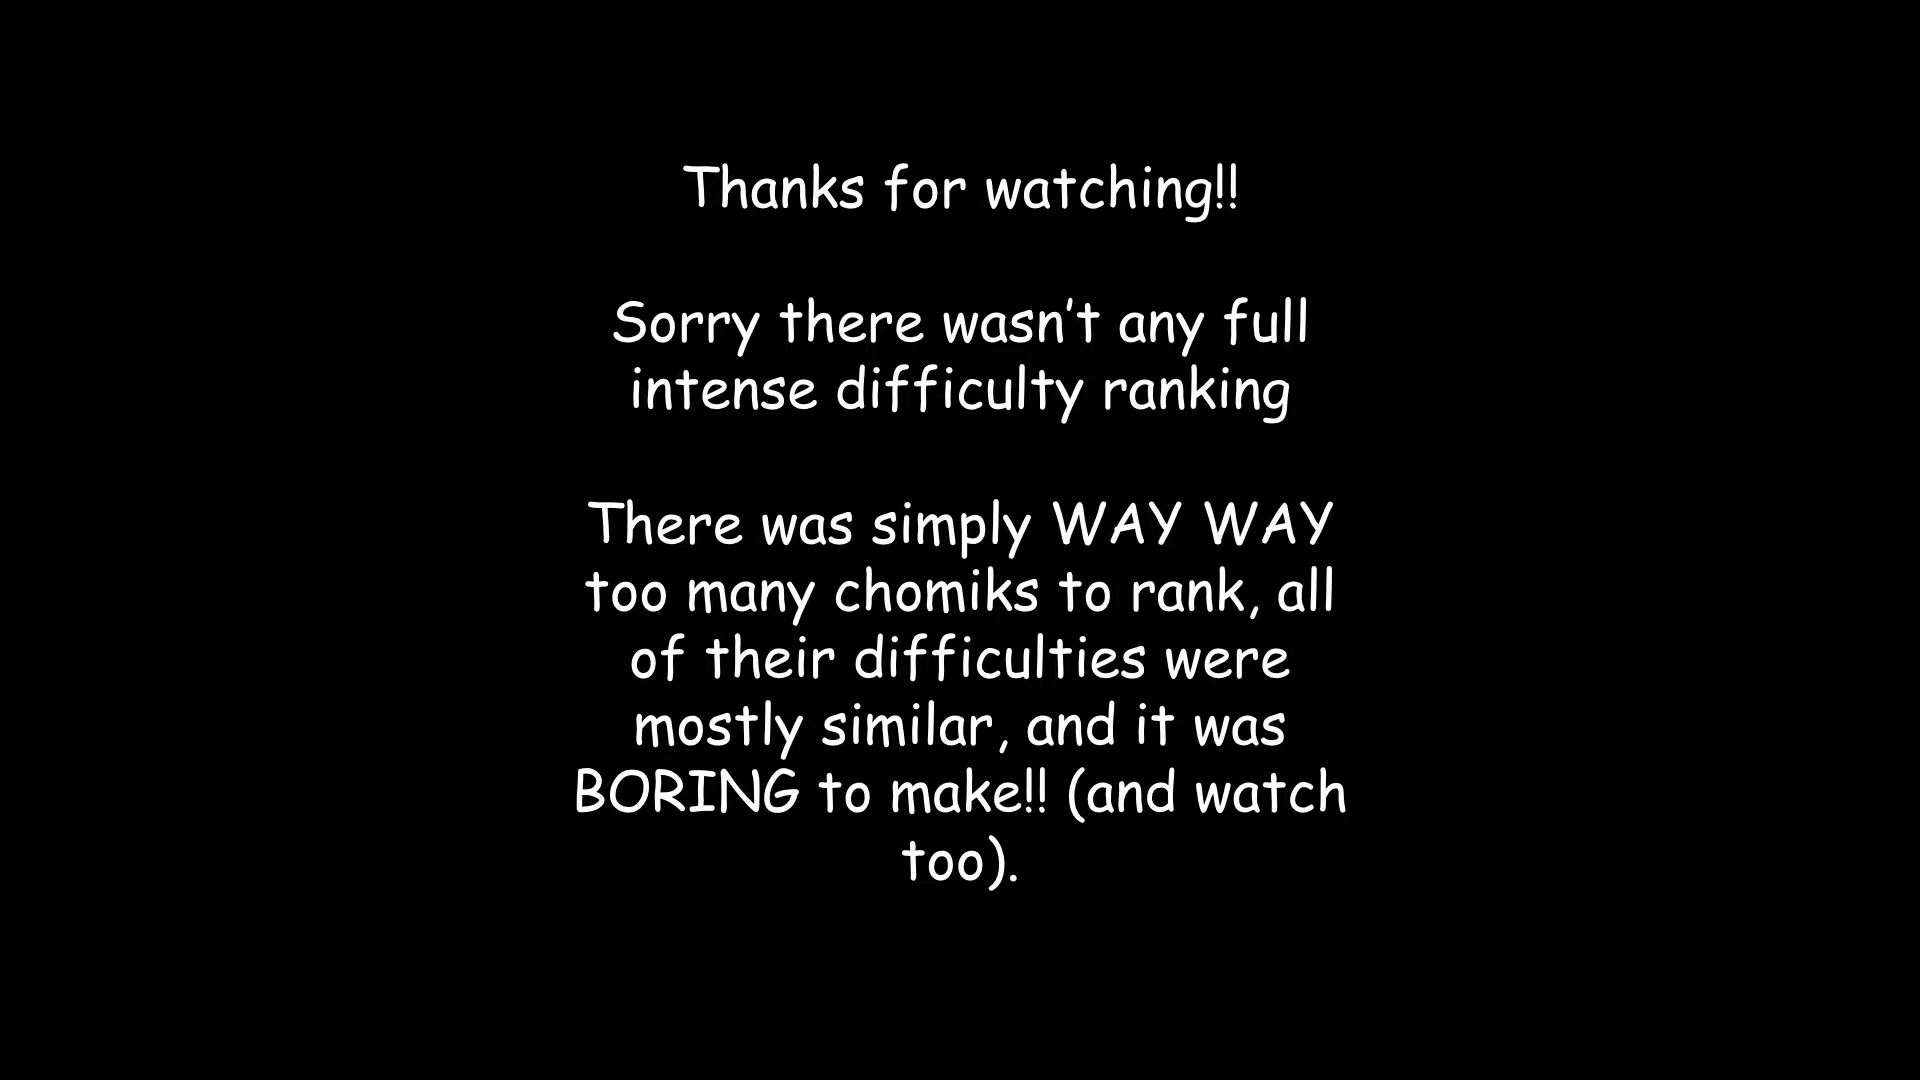 Thanks for watching!!
Sorry there wasn't any full
intense difficulty ranking
There was simply WAY WAY
too many chomiks to rank, all
of their difficulties were
mostly similar, and it was
BORING to make!! (and watch
too).